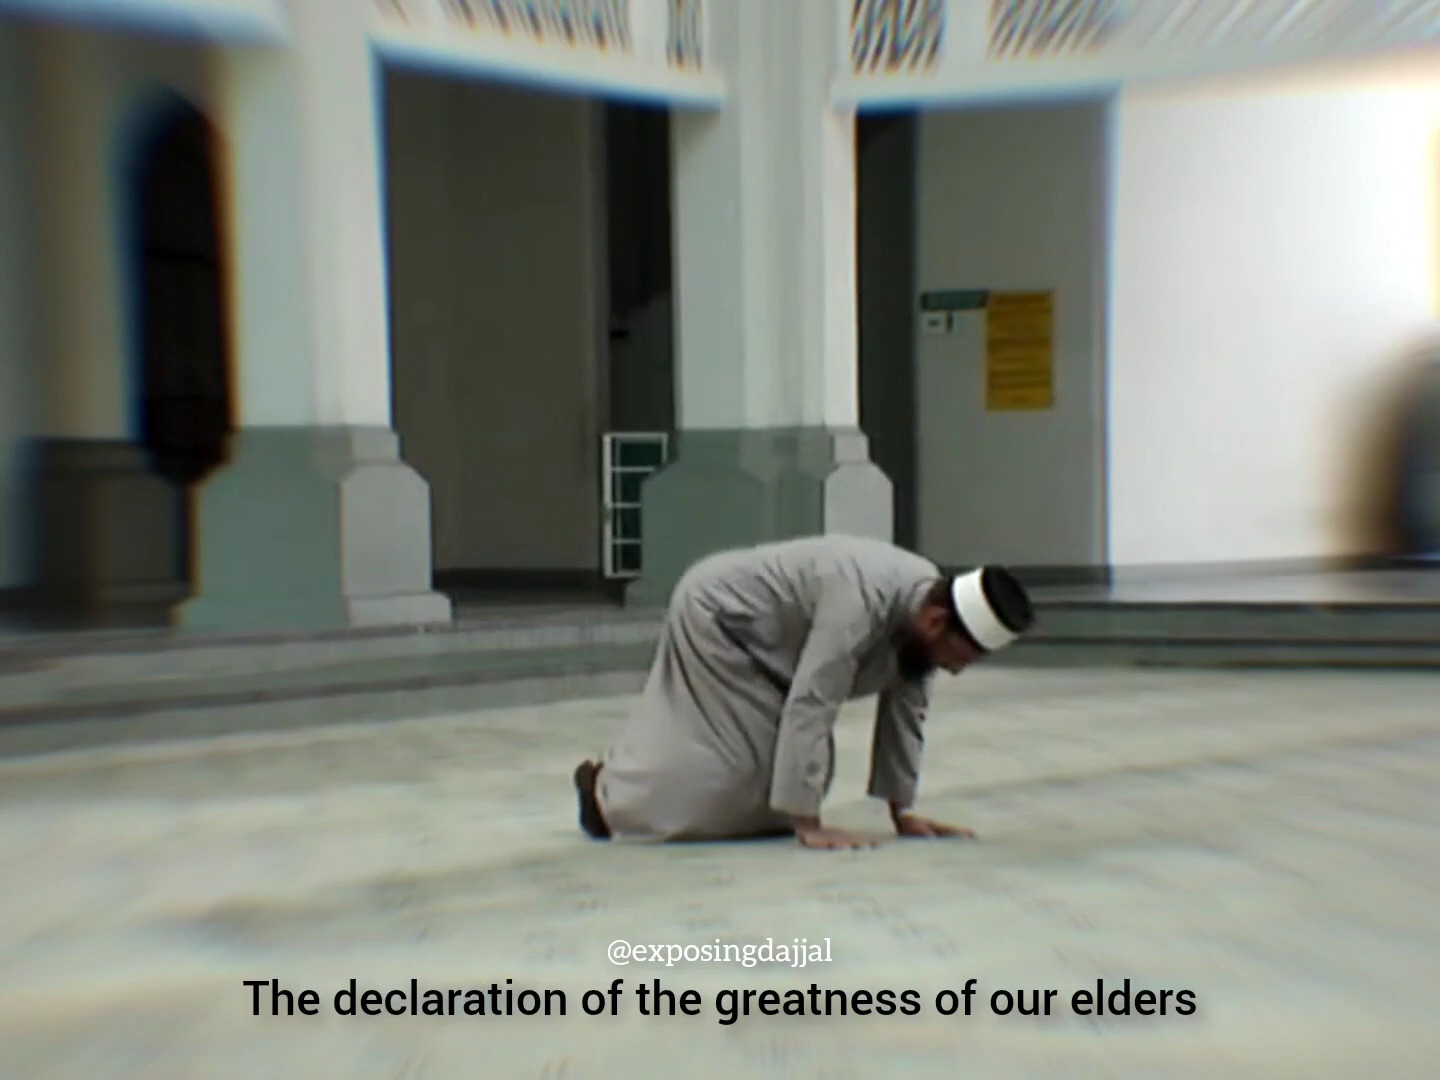 @exposingdajjal
The declaration of the greatness of our elders